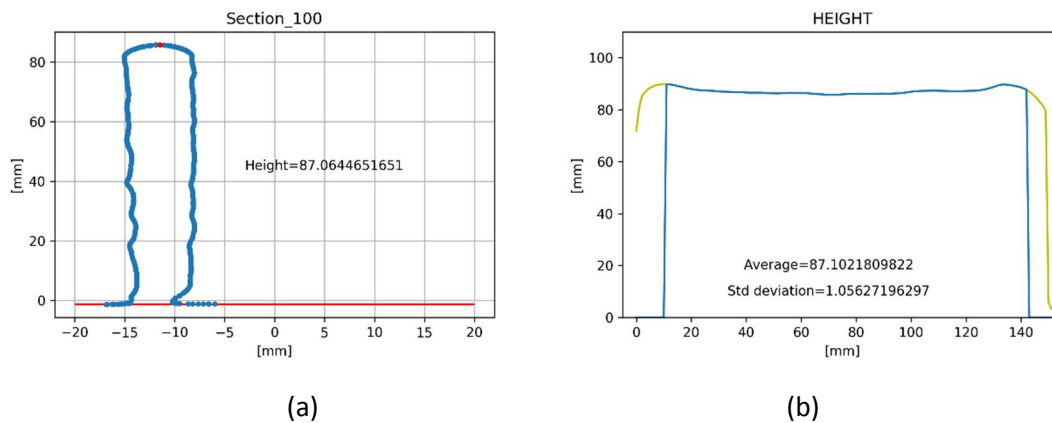 Section_100
80
60
40
20
0
[mm]
Height=87.0644651651
−20
−15
−10
−5
0
5
10
15
20
[mm]
(a)
HEIGHT
100
80
60
40
20
0
[mm]
Average=87.1021809822
Std deviation=1.05627196297
0
20
40
60
80
100
120
140
[mm]
(b)